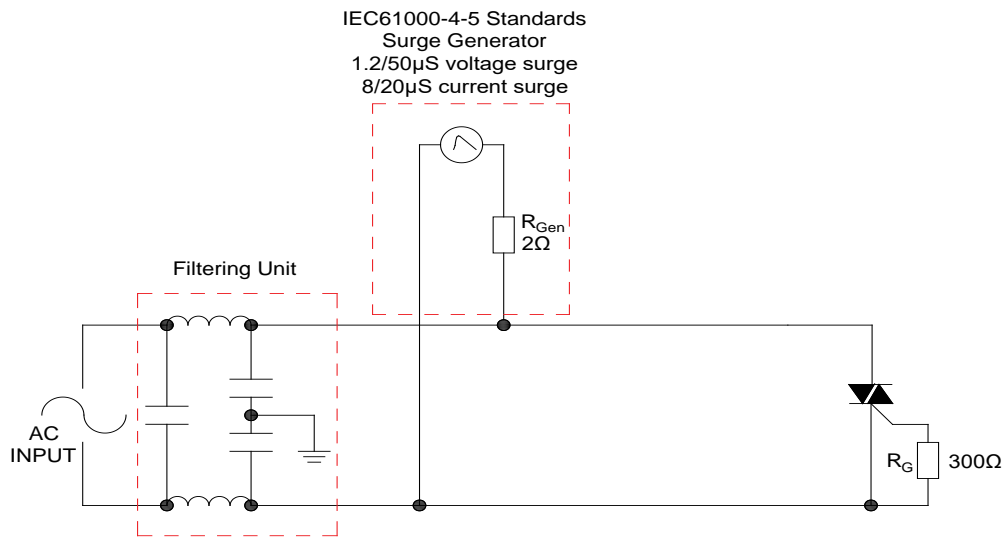 IEC61000-4-5 Standards
Surge Generator
1.2/50µS voltage surge
8/20µS current surge
RGen
2Ω
Filtering Unit
AC
INPUT
RG
300Ω